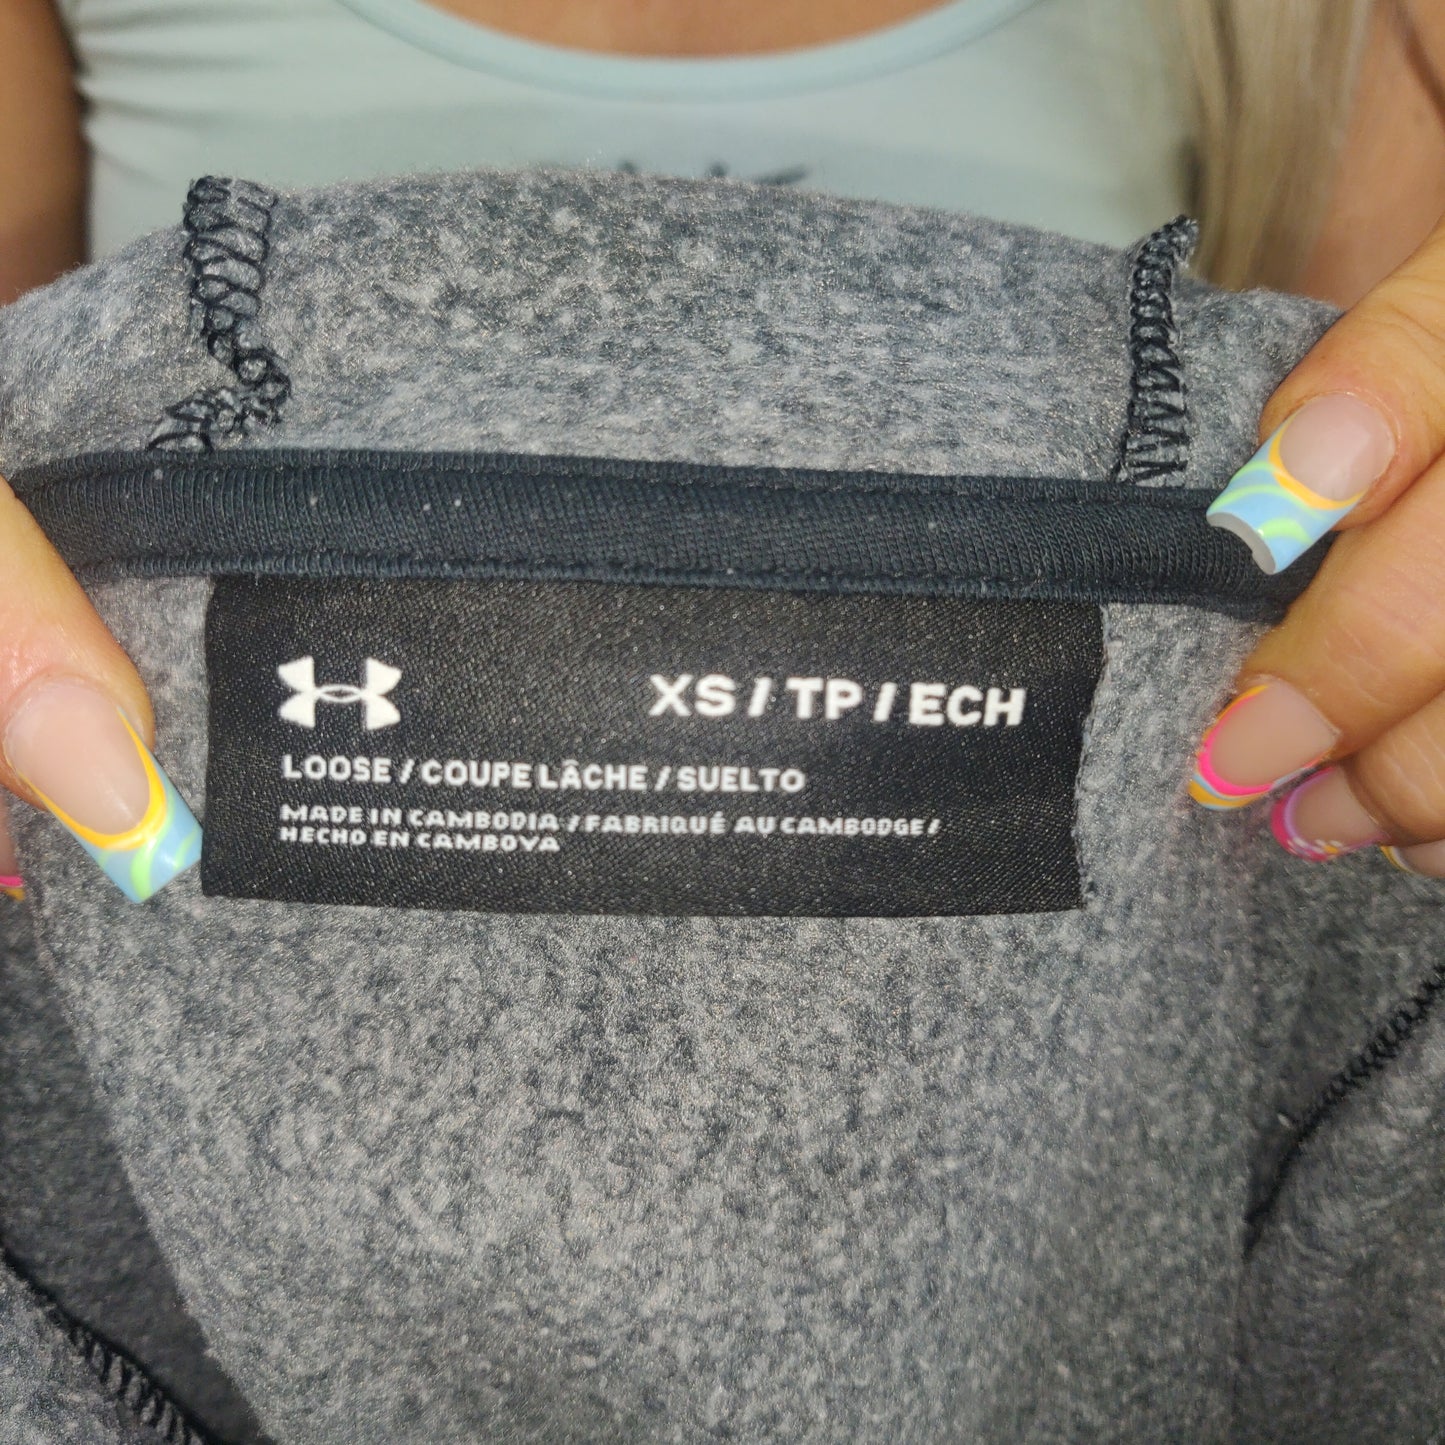 XS / TP / ECH
LOOSE / COUPE LÂCHE / SUELTO
MADE IN CAMBODIA / FABRIQUÉ AU CAMBODGE /
HECHO EN CAMBOYA